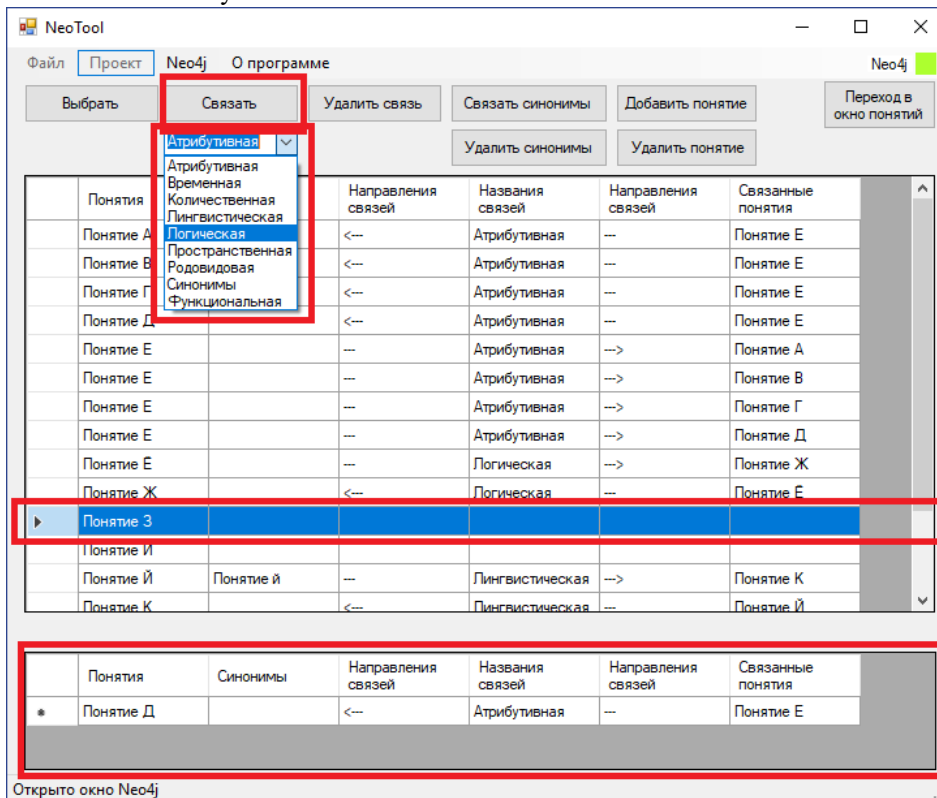 NeoTool
Файл Проект Neo4j О программе Neo4j
Выбрать Связать Удалить связь Связать синонимы Добавить понятие Переход в окно понятий
Атрибутивная Удалить синонимы Удалить понятие
Атрибутивная
Временная
Количественная
Лингвистическая
Логическая
Пространственная
Родовидовая
Синонимы
Функциональная
Понятия Направления связей Названия связей Направления связей Связанные понятия
Понятие А <--- Атрибутивная --- Понятие Е
Понятие В <--- Атрибутивная --- Понятие Е
Понятие Г <--- Атрибутивная --- Понятие Е
Понятие Д <--- Атрибутивная --- Понятие Е
Понятие Е --- Атрибутивная ---> Понятие А
Понятие Е --- Атрибутивная ---> Понятие В
Понятие Е --- Атрибутивная ---> Понятие Г
Понятие Е --- Атрибутивная ---> Понятие Д
Понятие Ё --- Логическая ---> Понятие Ж
Понятие Ж <--- Логическая --- Понятие Ё
Понятие З
Понятие И
Понятие Й Понятие й --- Лингвистическая ---> Понятие К
Понятие К <--- Лингвистическая --- Понятие Й
Понятия Синонимы Направления связей Названия связей Направления связей Связанные понятия
Понятие Д <--- Атрибутивная --- Понятие Е
Открыто окно Neo4j